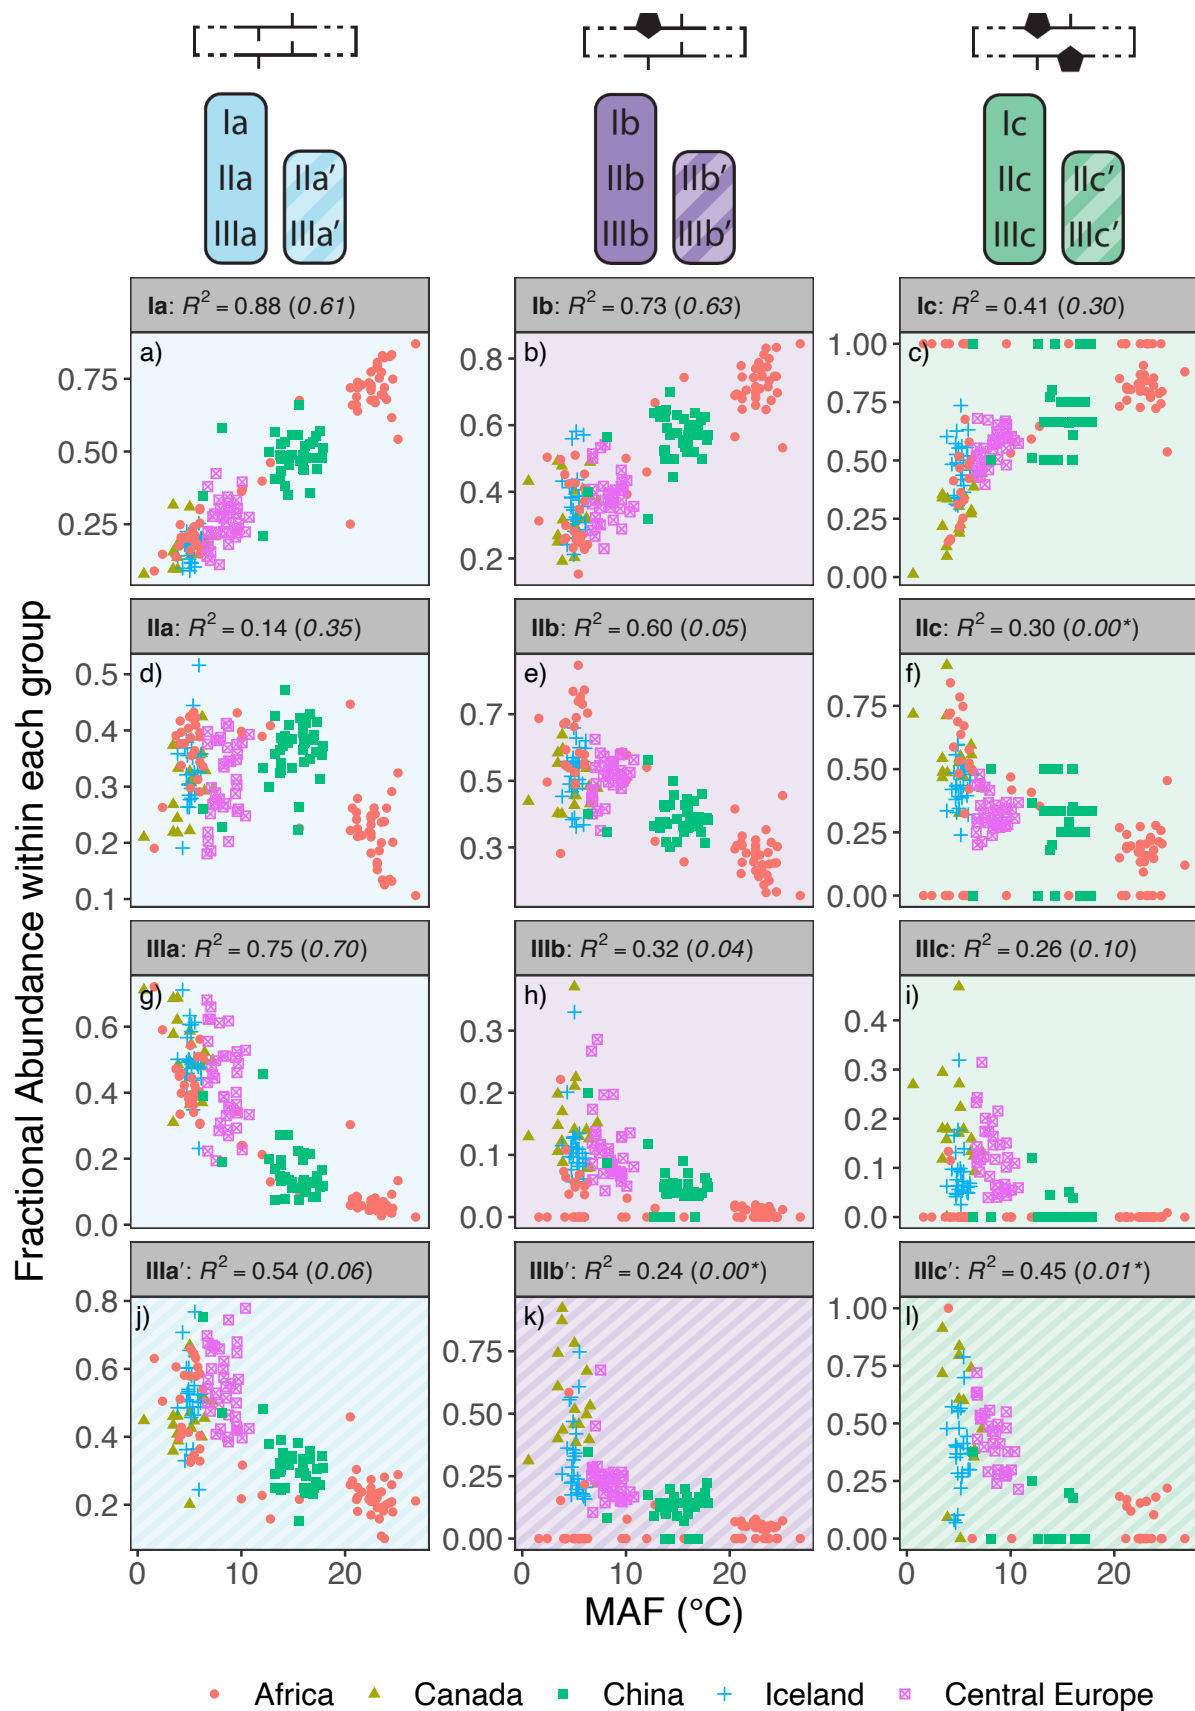 Ia Ib Ic
IIa IIa′ IIb IIb′ IIc IIc′
IIIa IIIa′ IIIb IIIb′ IIIc IIIc′
Ia: R² = 0.88 (0.61)
a)
0.75
0.50
0.25
Ib: R² = 0.73 (0.63)
b)
0.8
0.6
0.4
0.2
Ic: R² = 0.41 (0.30)
c)
1.00
0.75
0.50
0.25
0.00
IIa: R² = 0.14 (0.35)
d)
0.5
0.4
0.3
0.2
0.1
IIb: R² = 0.60 (0.05)
e)
0.7
0.5
0.3
IIc: R² = 0.30 (0.00*)
f)
0.75
0.50
0.25
0.00
IIIa: R² = 0.75 (0.70)
g)
0.6
0.4
0.2
0.0
IIIb: R² = 0.32 (0.04)
h)
0.3
0.2
0.1
0.0
IIIc: R² = 0.26 (0.10)
i)
0.4
0.3
0.2
0.1
0.0
IIIa′: R² = 0.54 (0.06)
j)
0.8
0.6
0.4
0.2
IIIb′: R² = 0.24 (0.00*)
k)
0.75
0.50
0.25
0.00
IIIc′: R² = 0.45 (0.01*)
l)
1.00
0.75
0.50
0.25
0.00
0 10 20 0 10 20 0 10 20
Fractional Abundance within each group
MAF (°C)
Africa Canada China Iceland Central Europe